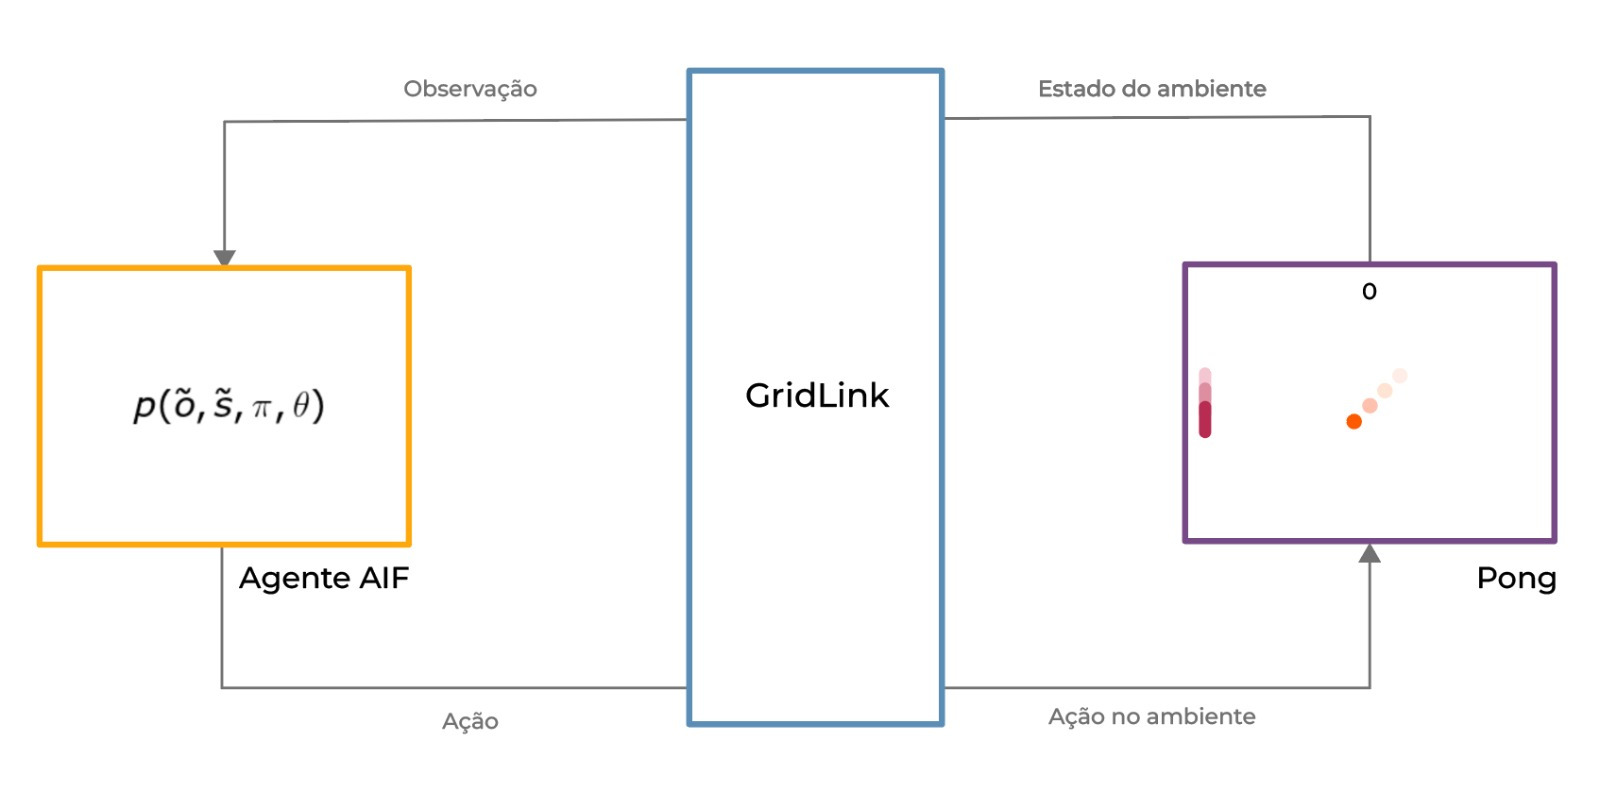 Observação
Estado do ambiente
0
GridLink
p(õ, s̃, π, θ)
Agente AIF
Pong
Ação
Ação no ambiente